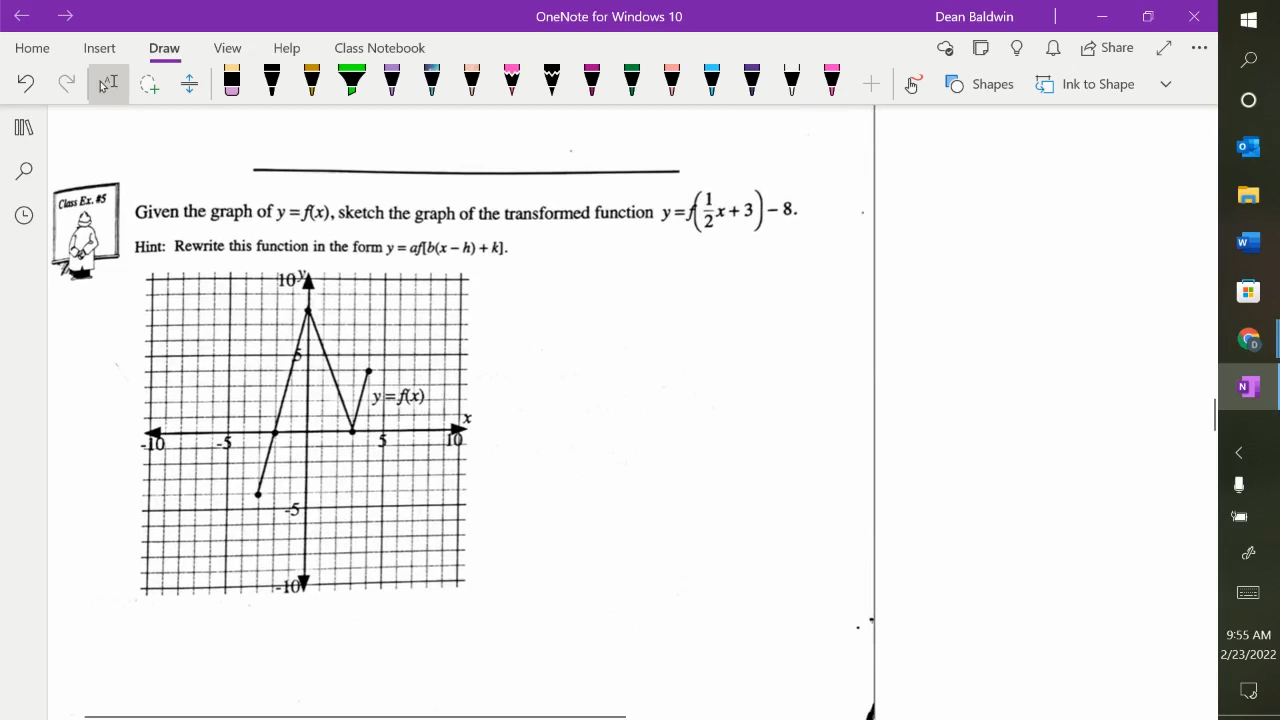 OneNote for Windows 10
Dean Baldwin
Home Insert Draw View Help Class Notebook
Share
Shapes Ink to Shape
Class Ex. #5
Given the graph of y = f(x), sketch the graph of the transformed function y = f(1/2 x + 3) − 8.
Hint: Rewrite this function in the form y = af[b(x − h) + k].
10 y
5
y = f(x)
x
-10 -5 5 10
-5
-10
9:55 AM
2/23/2022